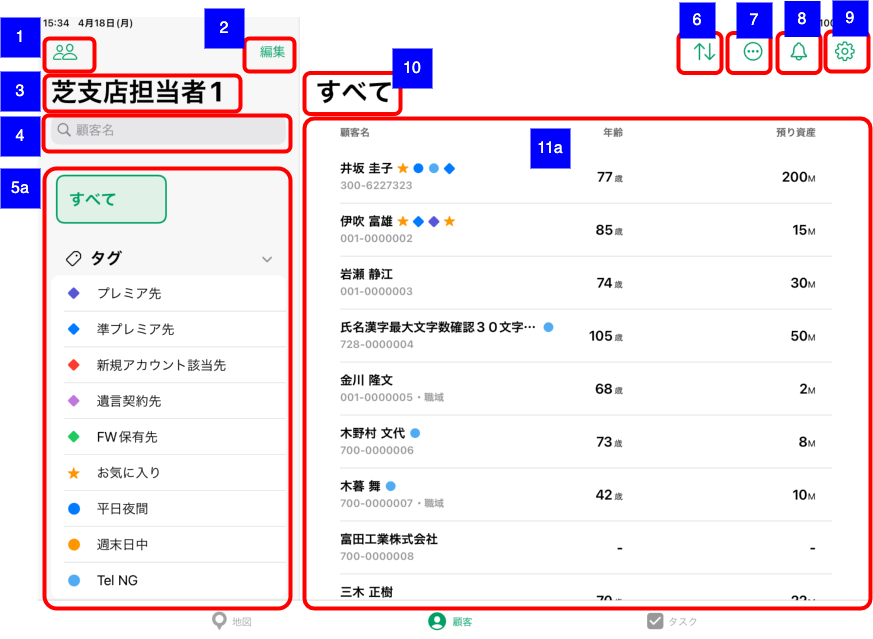 15:34 4月18日(月)
10
1
2
編集
6
7
8
9
3
芝支店担当者1
10
すべて
4
顧客名
5a
すべて
タグ
プレミア先
準プレミア先
新規アカウント該当先
遺言契約先
FW保有先
お気に入り
平日夜間
週末日中
Tel NG
11a
顧客名 年齢 預り資産
井坂 圭子
300-6227323
77歳 200M
伊吹 富雄
001-0000002
85歳 15M
岩瀬 静江
001-0000003
74歳 30M
氏名漢字最大文字数確認30文字…
728-0000004
105歳 50M
金川 隆文
001-0000005・職域
68歳 2M
木野村 文代
700-0000006
73歳 8M
木暮 舞
700-0000007・職域
42歳 10M
富田工業株式会社
700-0000008
- -
三木 正樹
地図 顧客 タスク